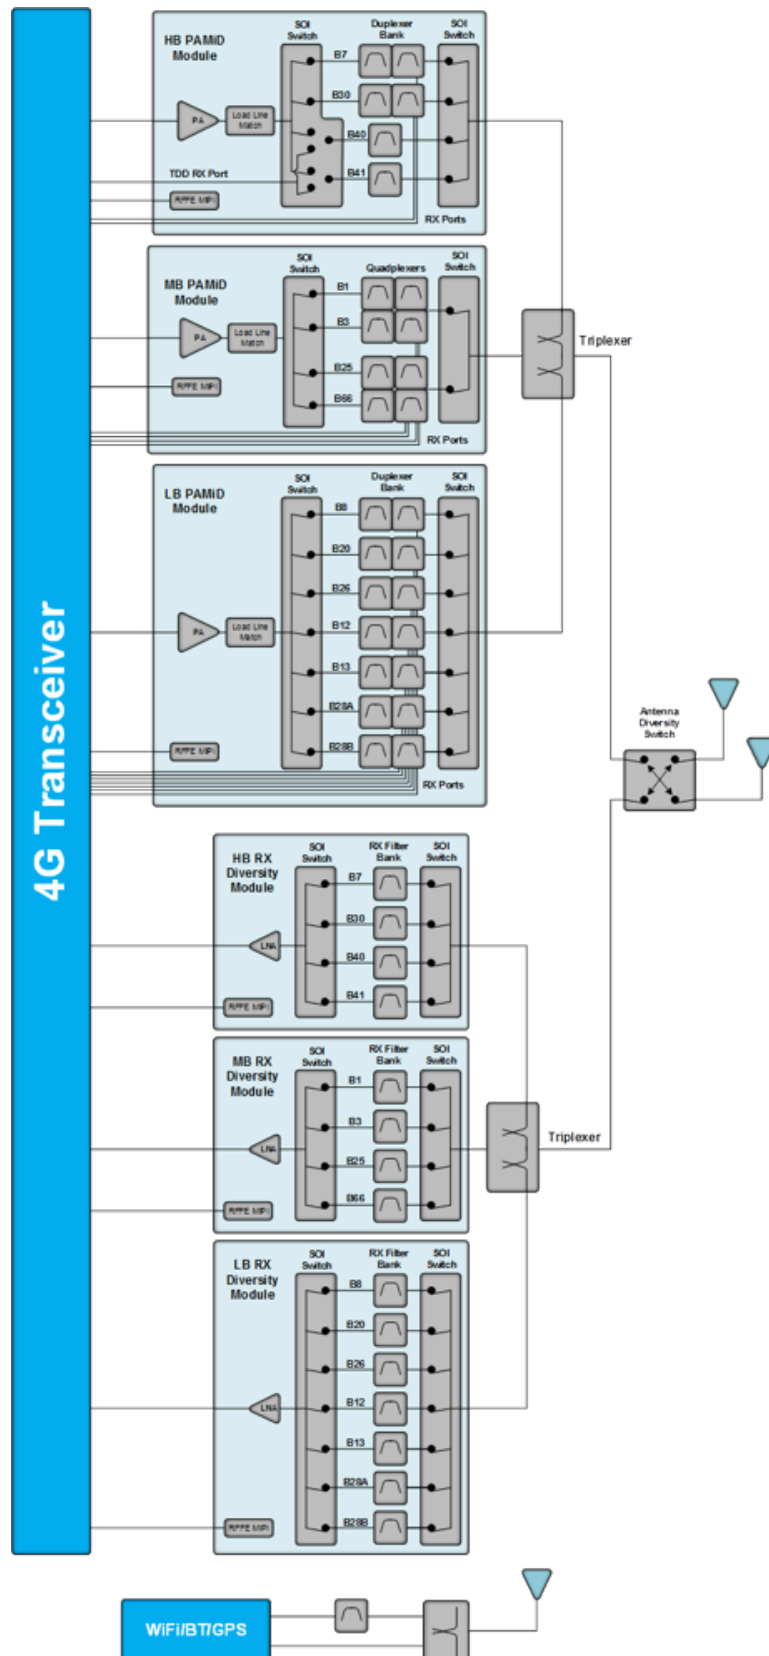 4G Transceiver
HB PAMiD
Module
SOI
Switch
Duplexer
Bank
SOI
Switch
B7
B30
B40
B41
PA
Load Line
Match
TDD RX Port
RFFE MIPI
RX Ports
MB PAMiD
Module
SOI
Switch
Quadplexers
SOI
Switch
B1
B3
B25
B66
PA
Load Line
Match
RFFE MIPI
RX Ports
Triplexer
LB PAMiD
Module
SOI
Switch
Duplexer
Bank
SOI
Switch
B8
B20
B26
B12
B13
B28A
B28B
PA
Load Line
Match
RFFE MIPI
RX Ports
Antenna
Diversity
Switch
HB RX
Diversity
Module
SOI
Switch
RX Filter
Bank
SOI
Switch
B7
B30
B40
B41
LNA
RFFE MIPI
MB RX
Diversity
Module
SOI
Switch
RX Filter
Bank
SOI
Switch
B1
B3
B25
B66
LNA
RFFE MIPI
Triplexer
LB RX
Diversity
Module
SOI
Switch
RX Filter
Bank
SOI
Switch
B8
B20
B26
B12
B13
B28A
B28B
LNA
RFFE MIPI
WiFi/BT/GPS